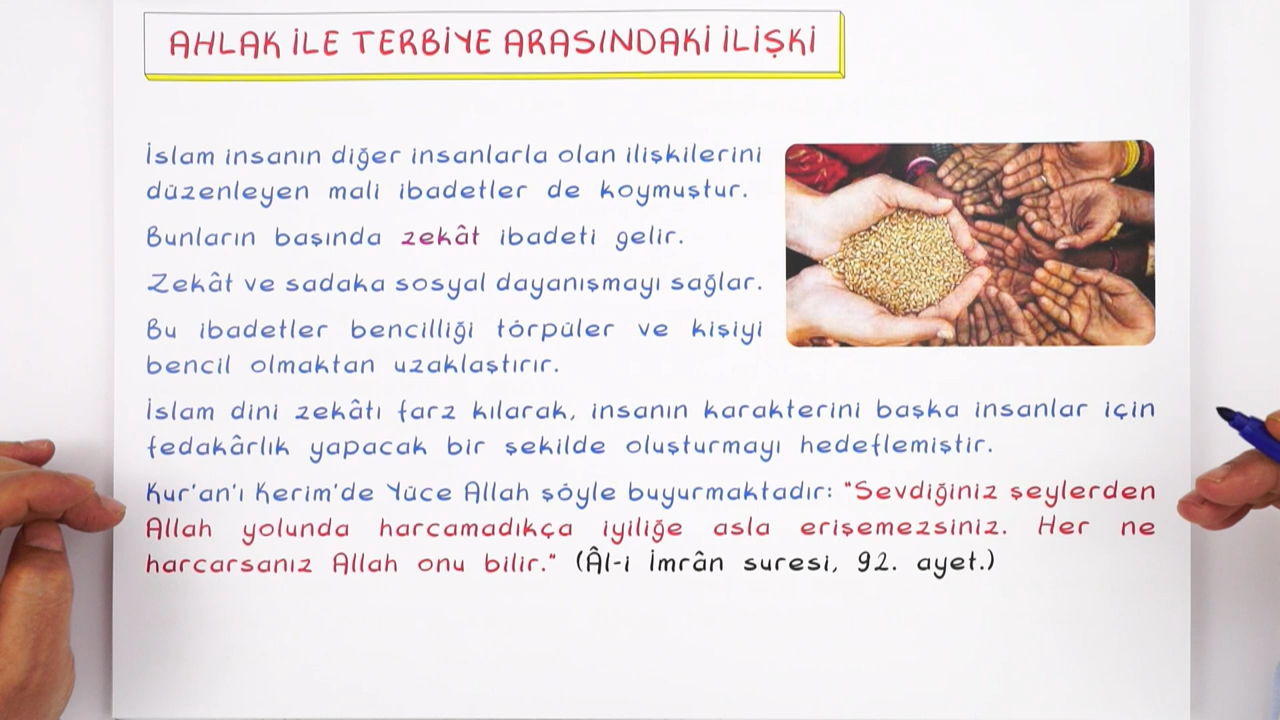 AHLAK İLE TERBİYE ARASINDAKİ İLİŞKİ
İslam insanın diğer insanlarla olan ilişkilerini
düzenleyen mali ibadetler de koymuştur.
Bunların başında zekât ibadeti gelir.
Zekât ve sadaka sosyal dayanışmayı sağlar.
Bu ibadetler bencilliği törpüler ve kişiyi
bencil olmaktan uzaklaştırır.
İslam dini zekâtı farz kılarak, insanın karakterini başka insanlar için
fedakârlık yapacak bir şekilde oluşturmayı hedeflemiştir.
Kur'an'ı Kerim'de Yüce Allah şöyle buyurmaktadır: "Sevdiğiniz şeylerden
Allah yolunda harcamadıkça iyiliğe asla erişemezsiniz. Her ne
harcarsanız Allah onu bilir." (Âl-i İmrân suresi, 92. ayet.)